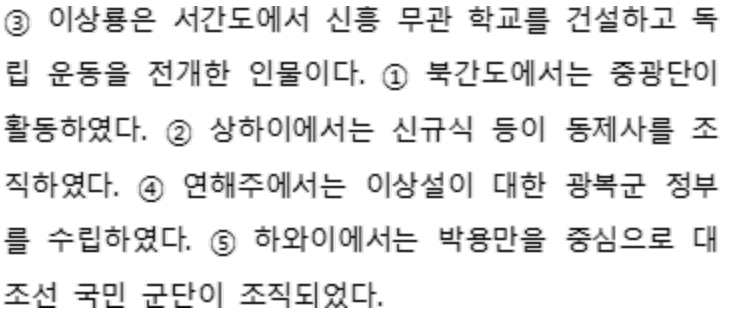 ③ 이상룡은 서간도에서 신흥 무관 학교를 건설하고 독
립 운동을 전개한 인물이다. ① 북간도에서는 중광단이
활동하였다. ② 상하이에서는 신규식 등이 동제사를 조
직하였다. ④ 연해주에서는 이상설이 대한 광복군 정부
를 수립하였다. ⑤ 하와이에서는 박용만을 중심으로 대
조선 국민 군단이 조직되었다.